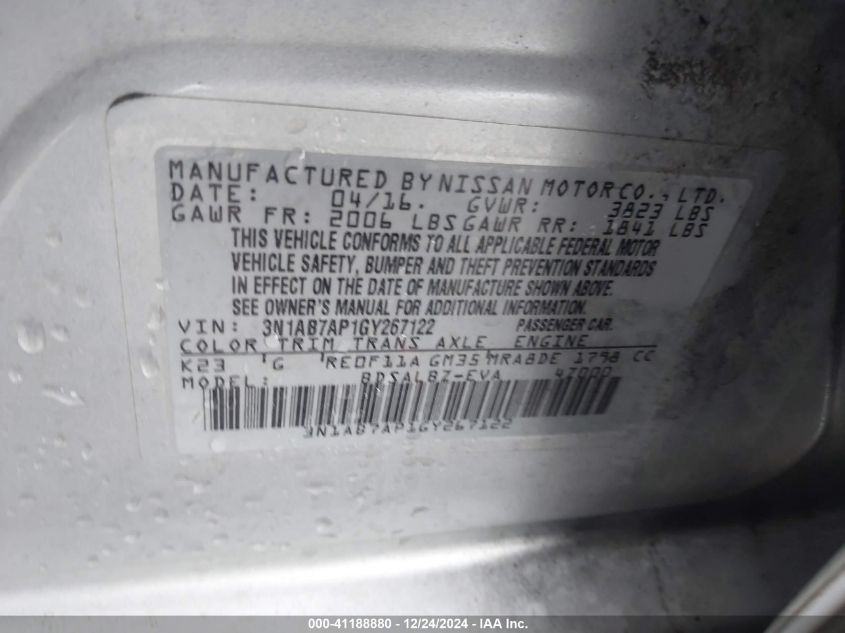 MANUFACTURED BY NISSAN MOTOR CO., LTD.
DATE: 04/16. GVWR: 3823 LBS
GAWR FR: 2006 LBS GAWR RR: 1841 LBS
THIS VEHICLE CONFORMS TO ALL APPLICABLE FEDERAL MOTOR
VEHICLE SAFETY, BUMPER AND THEFT PREVENTION STANDARDS
IN EFFECT ON THE DATE OF MANUFACTURE SHOWN ABOVE.
SEE OWNER'S MANUAL FOR ADDITIONAL INFORMATION.
VIN: 3N1AB7AP1GY267122 PASSENGER CAR.
COLOR TRIM TRANS AXLE ENGINE
K23 G RE0F11A GM35 MRA8DE 1798 CC
MODEL: BDSALBZ-EVA 47000
3N1AB7AP1GY267122
000-41188880 - 12/24/2024 - IAA, Inc.